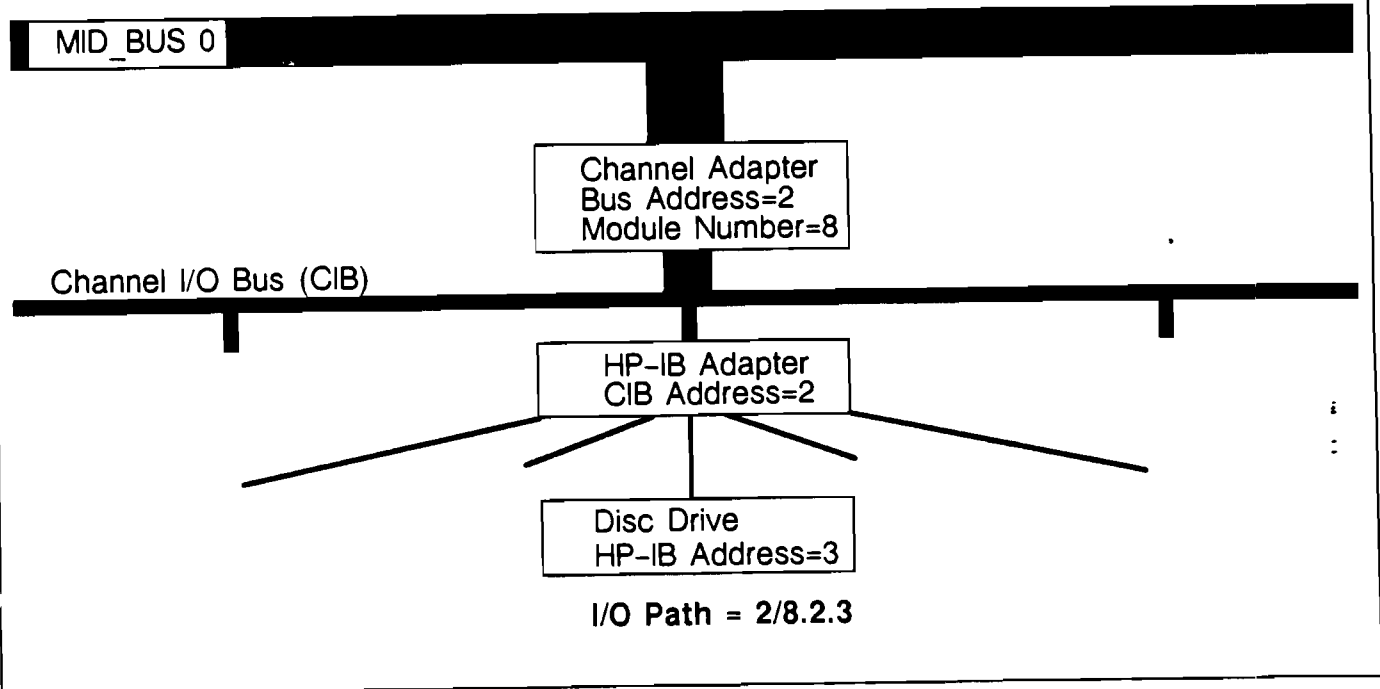 MID_BUS 0
Channel Adapter
Bus Address=2
Module Number=8
Channel I/O Bus (CIB)
HP-IB Adapter
CIB Address=2
Disc Drive
HP-IB Address=3
I/O Path = 2/8.2.3